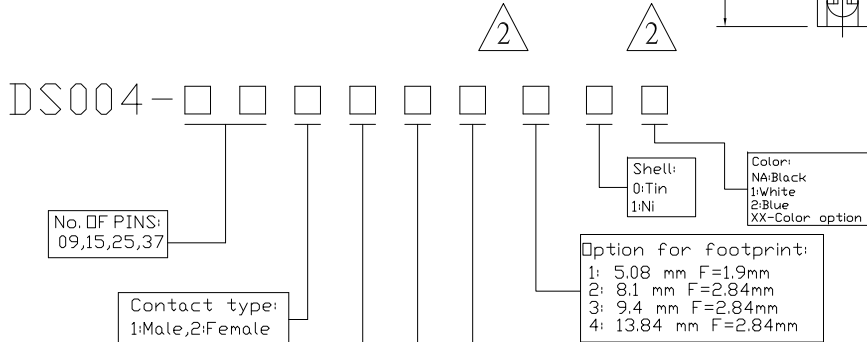 2 2
DS004-□□□□□□□□□
Shell:
0:Tin
1:Ni
Color:
NA:Black
1:White
2:Blue
XX-Color option
No. OF PINS:
09,15,25,37
Option for footprint:
1: 5.08 mm F=1.9mm
2: 8.1 mm F=2.84mm
3: 9.4 mm F=2.84mm
4: 13.84 mm F=2.84mm
Contact type:
1:Male,2:Female